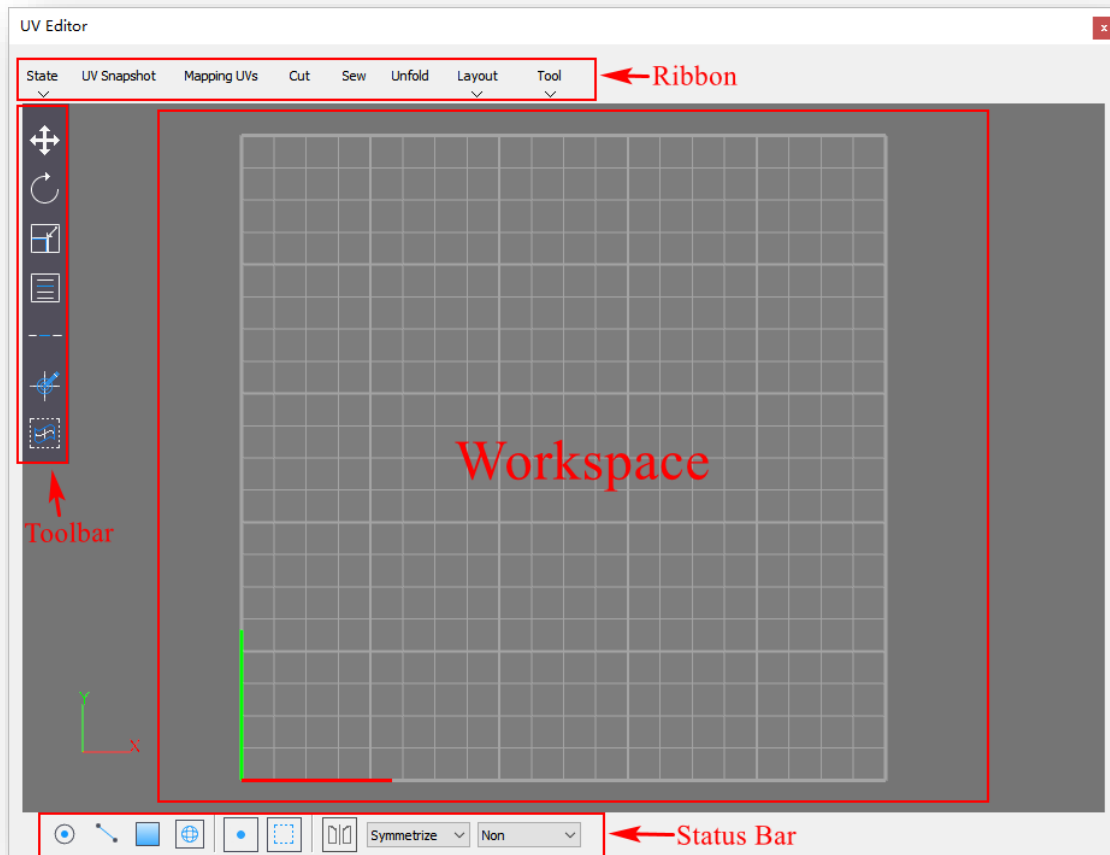 UV Editor
x
State UV Snapshot Mapping UVs Cut Sew Unfold Layout Tool Ribbon
Workspace
Toolbar
Y
X
Symmetrize Non Status Bar